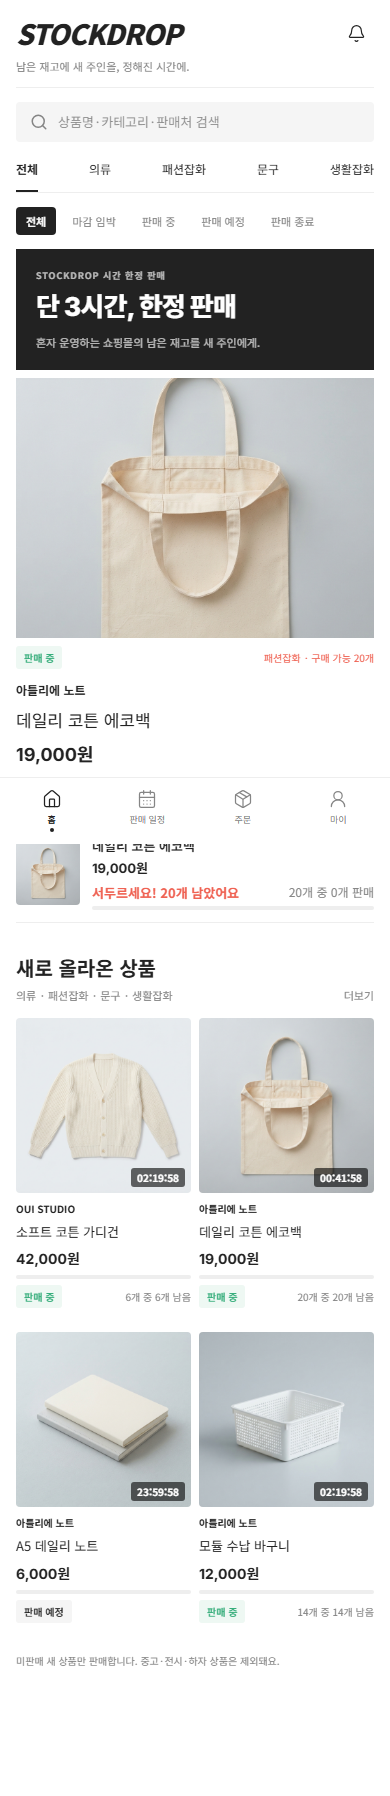 STOCKDROP
남은 재고에 새 주인을, 정해진 시간에.
상품명·카테고리·판매처 검색
전체 의류 패션잡화 문구 생활잡화
전체 마감 임박 판매 중 판매 예정 판매 종료
STOCKDROP 시간 한정 판매
단 3시간, 한정 판매
혼자 운영하는 쇼핑몰의 남은 재고를 새 주인에게.
판매 중 패션잡화 · 구매 가능 20개
아틀리에 노트
데일리 코튼 에코백
19,000원
홈 판매 일정 주문 마이
데일리 코튼 에코백
19,000원
서두르세요! 20개 남았어요 20개 중 0개 판매
새로 올라온 상품
의류 · 패션잡화 · 문구 · 생활잡화 더보기
02:19:58 00:41:58
OUI STUDIO 아틀리에 노트
소프트 코튼 가디건 데일리 코튼 에코백
42,000원 19,000원
판매 중 6개 중 6개 남음 판매 중 20개 중 20개 남음
23:59:58 02:19:58
아틀리에 노트 아틀리에 노트
A5 데일리 노트 모듈 수납 바구니
6,000원 12,000원
판매 예정 판매 중 14개 중 14개 남음
미판매 새 상품만 판매합니다. 중고·전시·하자 상품은 제외돼요.